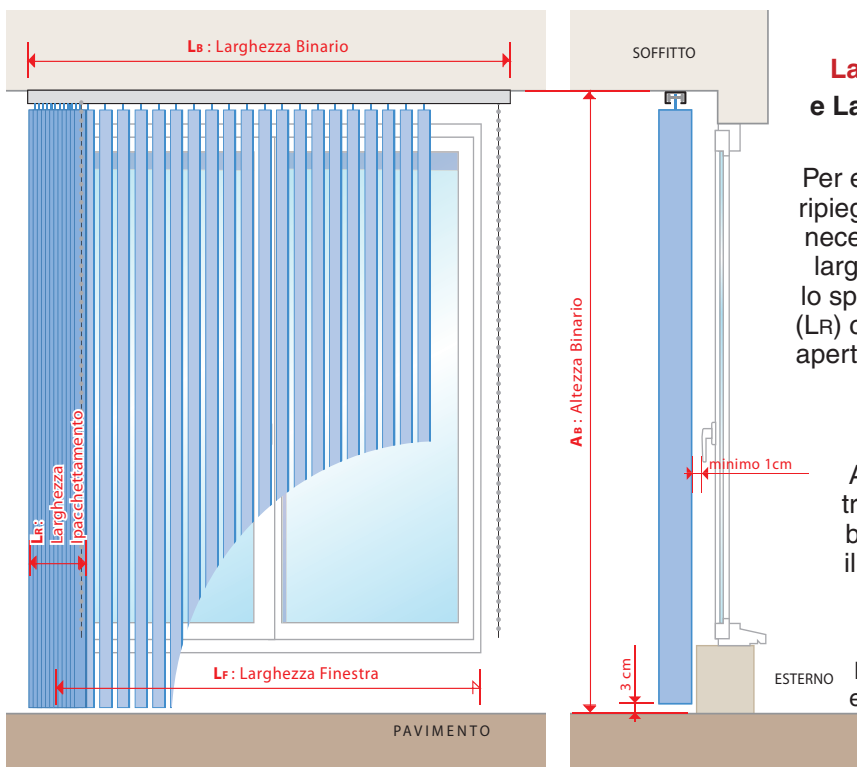 LB : Larghezza Binario
LR :
Larghezza
Ipacchettamento
LF : Larghezza Finestra
PAVIMENTO
SOFFITTO
AB : Altezza Binario
minimo 1cm
3 cm
ESTERNO
La
e La
Per e
ripieg
nece
larg
lo sp
(LR) 
apert
A
tr
b
il